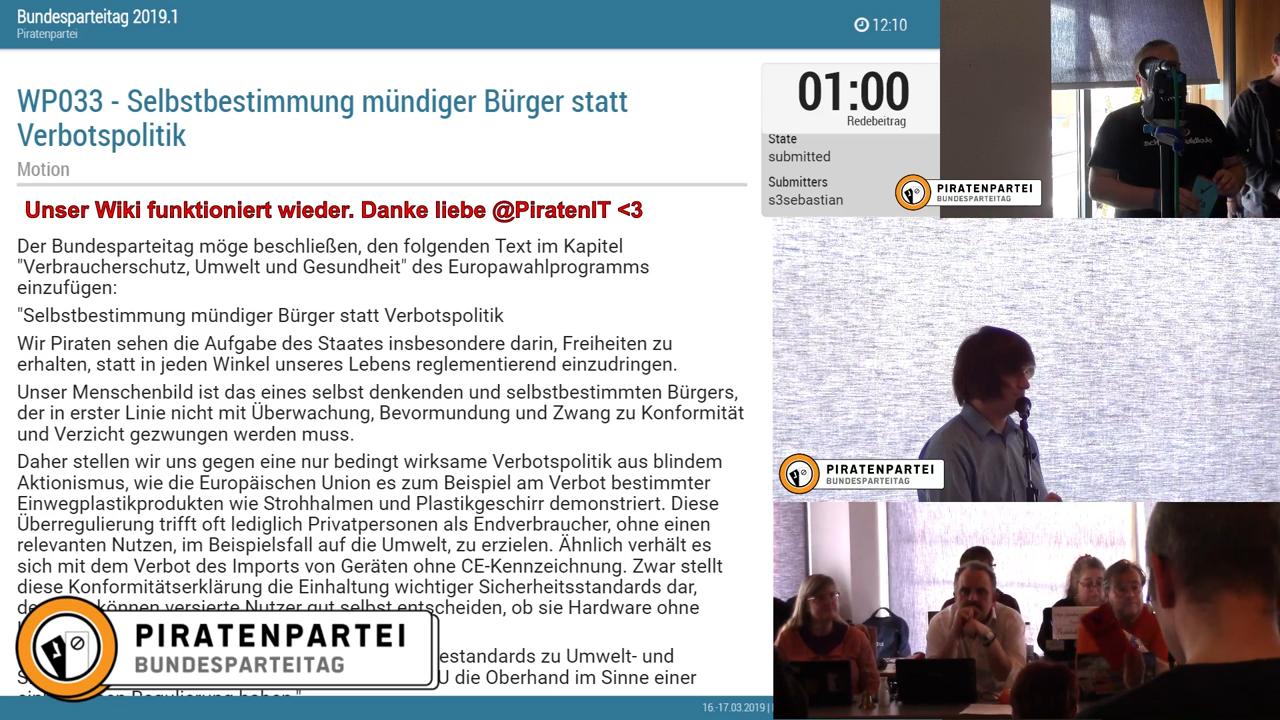 Bundesparteitag 2019.1
Piratenpartei
12:10
WP033 - Selbstbestimmung mündiger Bürger statt
Verbotspolitik
Motion
01:00
Redebeitrag
State
submitted
Submitters
s3sebastian
Unser Wiki funktioniert wieder. Danke liebe @PiratenIT <3
Der Bundesparteitag möge beschließen, den folgenden Text im Kapitel
"Verbraucherschutz, Umwelt und Gesundheit" des Europawahlprogramms
einzufügen:
"Selbstbestimmung mündiger Bürger statt Verbotspolitik
Wir Piraten sehen die Aufgabe des Staates insbesondere darin, Freiheiten zu
erhalten, statt in jeden Winkel unseres Lebens reglementierend einzudringen.
Unser Menschenbild ist das eines selbst denkenden und selbstbestimmten Bürgers,
der in erster Linie nicht mit Überwachung, Bevormundung und Zwang zu Konformität
und Verzicht gezwungen werden muss.
Daher stellen wir uns gegen eine nur bedingt wirksame Verbotspolitik aus blindem
Aktionismus, wie die Europäischen Union es zum Beispiel am Verbot bestimmter
Einwegplastikprodukten wie Strohhalmen und Plastikgeschirr demonstriert. Diese
Überregulierung trifft oft lediglich Privatpersonen als Endverbraucher, ohne einen
relevanten Nutzen, im Beispielsfall auf die Umwelt, zu erzielen. Ähnlich verhält es
sich mit dem Verbot des Imports von Geräten ohne CE-Kennzeichnung. Zwar stellt
diese Konformitätserklärung die Einhaltung wichtiger Sicherheitsstandards dar,
können versierte Nutzer gut selbst entscheiden, ob sie Hardware ohne
estandards zu Umwelt- und
U die Oberhand im Sinne einer
Regulierung haben."
PIRATENPARTEI
BUNDESPARTEITAG
16.-17.03.2019 |
PIRATENPARTEI
BUNDESPARTEITAG
PIRATENPARTEI
BUNDESPARTEITAG